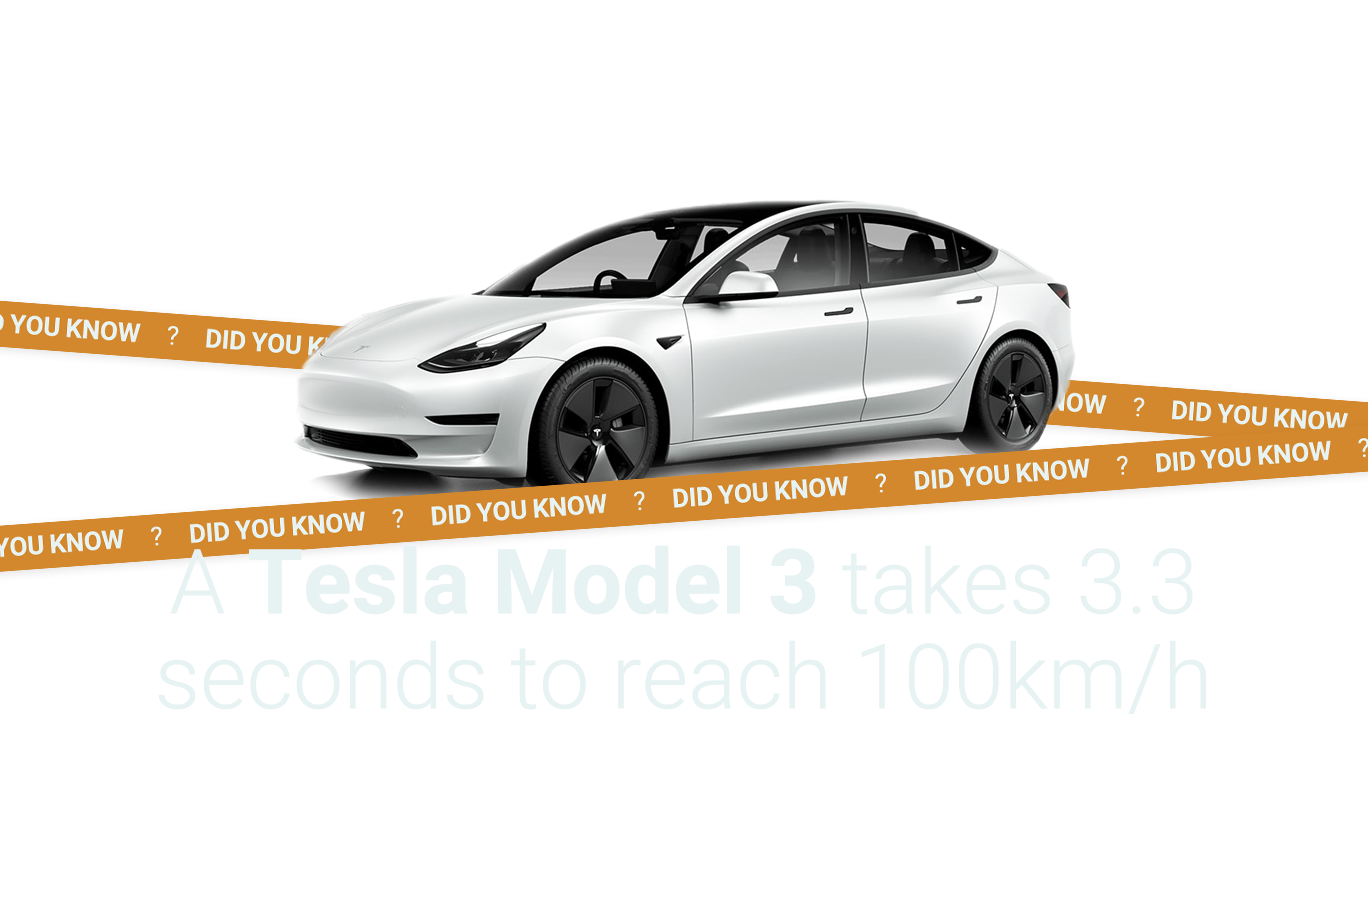 D YOU KNOW ? DID YOU K
NOW ? DID YOU KNOW
YOU KNOW ? DID YOU KNOW ? DID YOU KNOW ? DID YOU KNOW ? DID YOU KNOW ? DID YOU KNOW ?
A Tesla Model 3 takes 3.3
seconds to reach 100km/h